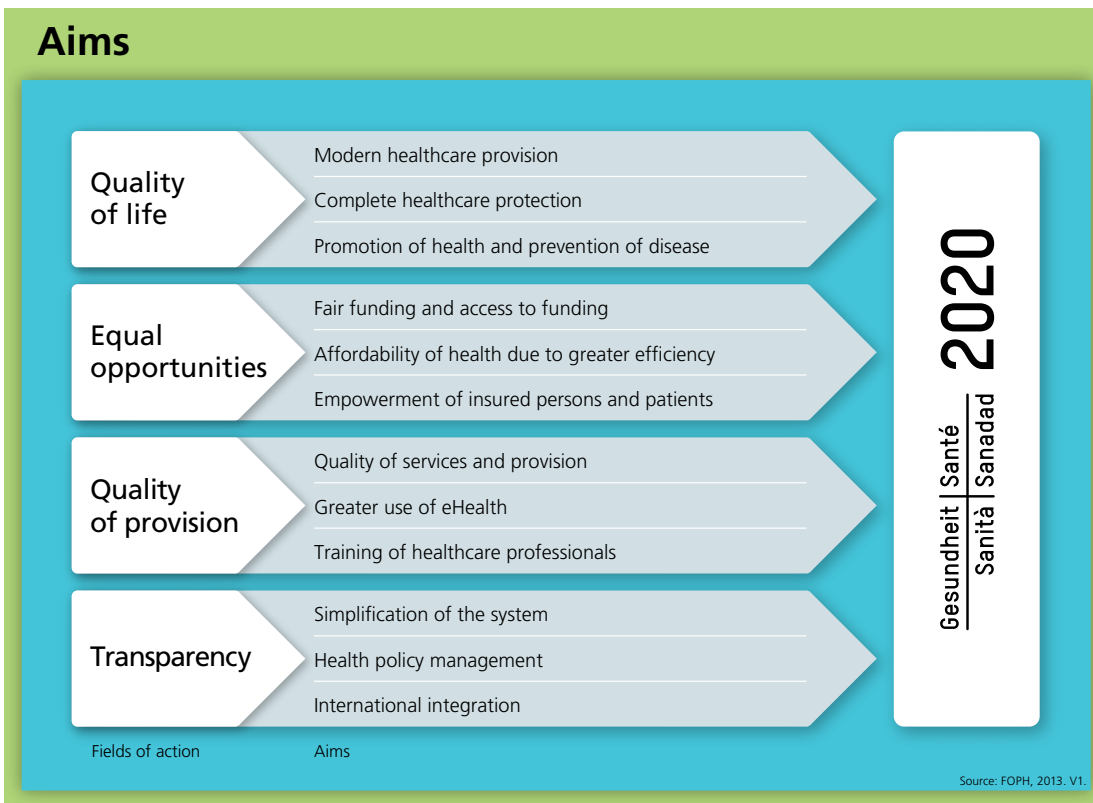 Aims
Quality
of life
Modern healthcare provision
Complete healthcare protection
Promotion of health and prevention of disease
Equal
opportunities
Fair funding and access to funding
Affordability of health due to greater efficiency
Empowerment of insured persons and patients
Quality
of provision
Quality of services and provision
Greater use of eHealth
Training of healthcare professionals
Transparency
Simplification of the system
Health policy management
International integration
Fields of action
Aims
Gesundheit Santé
Sanità Sanadad
2020
Source: FOPH, 2013. V1.